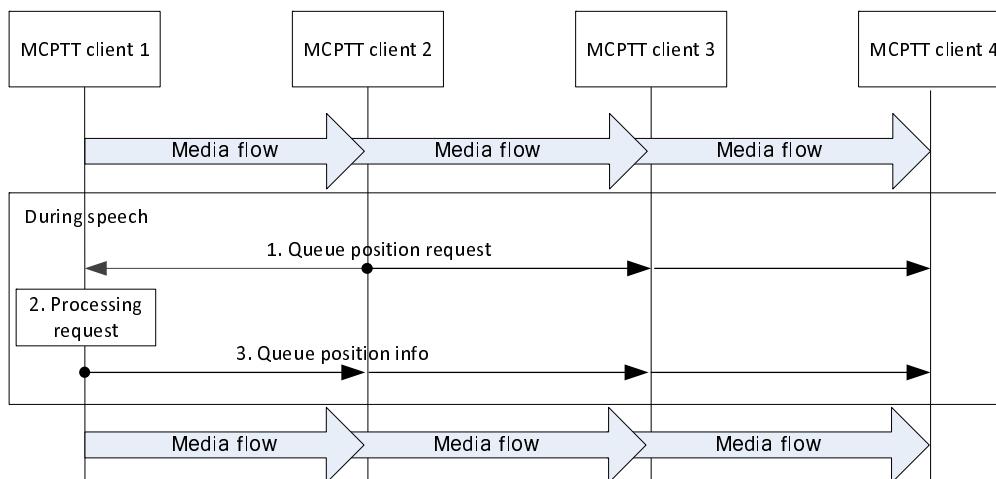 MCPTT client 1
MCPTT client 2
MCPTT client 3
MCPTT client 4
Media flow
Media flow
Media flow
During speech
1. Queue position request
2. Processing
request
3. Queue position info
Media flow
Media flow
Media flow